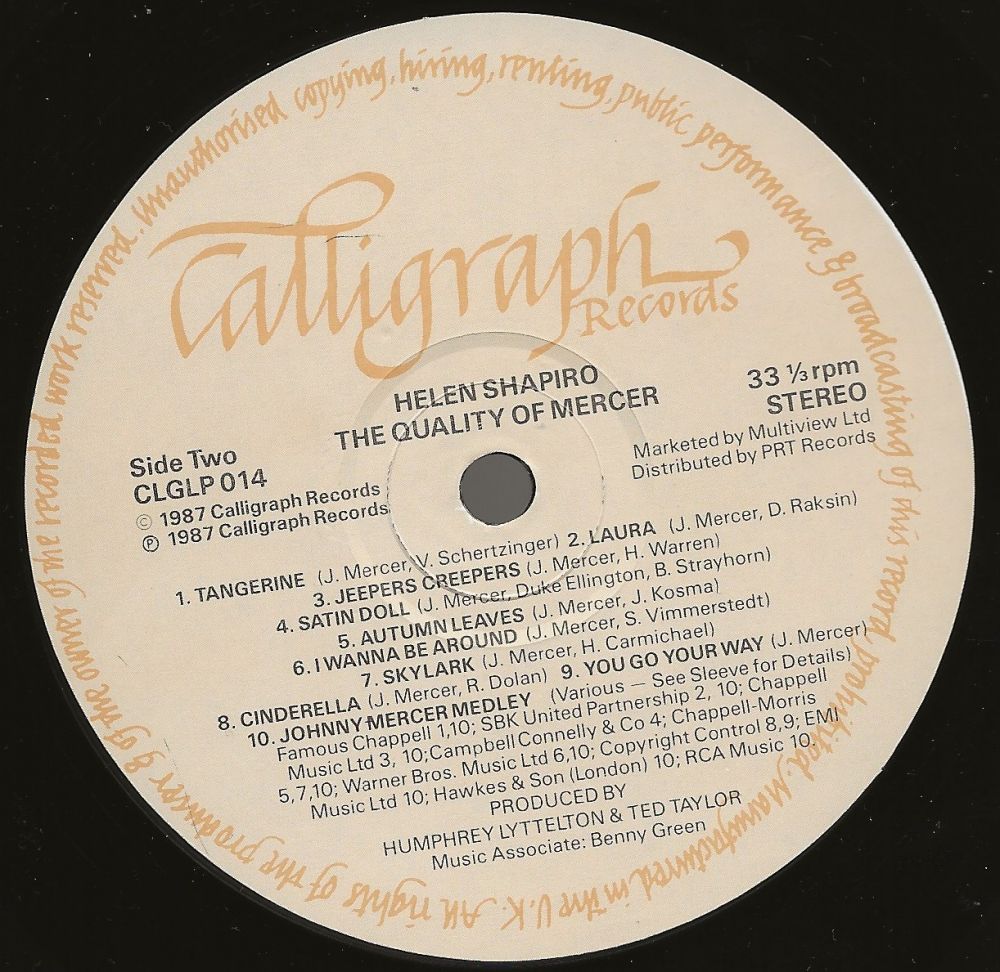 Calligraph
Records
HELEN SHAPIRO
THE QUALITY OF MERCER
33 ⅓ rpm
STEREO
Marketed by Multiview Ltd
Distributed by PRT Records
Side Two
CLGLP 014
© 1987 Calligraph Records
℗ 1987 Calligraph Records
1. TANGERINE (J. Mercer, V. Schertzinger) 2. LAURA (J. Mercer, D. Raksin)
3. JEEPERS CREEPERS (J. Mercer, H. Warren)
4. SATIN DOLL (J. Mercer, Duke Ellington, B. Strayhorn)
5. AUTUMN LEAVES (J. Mercer, J. Kosma)
6. I WANNA BE AROUND (J. Mercer, S. Vimmerstedt)
7. SKYLARK (J. Mercer, H. Carmichael)
8. CINDERELLA (J. Mercer, R. Dolan) 9. YOU GO YOUR WAY (J. Mercer)
10. JOHNNY MERCER MEDLEY (Various — See Sleeve for Details)
Famous Chappell 1,10; SBK United Partnership 2, 10; Chappell
Music Ltd 3, 10; Campbell Connelly & Co 4; Chappell-Morris
5,7,10; Warner Bros. Music Ltd 6,10; Copyright Control 8,9; EMI
Music Ltd 10; Hawkes & Son (London) 10; RCA Music 10.
PRODUCED BY
HUMPHREY LYTTELTON & TED TAYLOR
Music Associate: Benny Green
Manufactured in the U.K. All rights of the producer & of the owner of the recorded work reserved. Unauthorised copying, hiring, renting, public performance & broadcasting of this record prohibited.